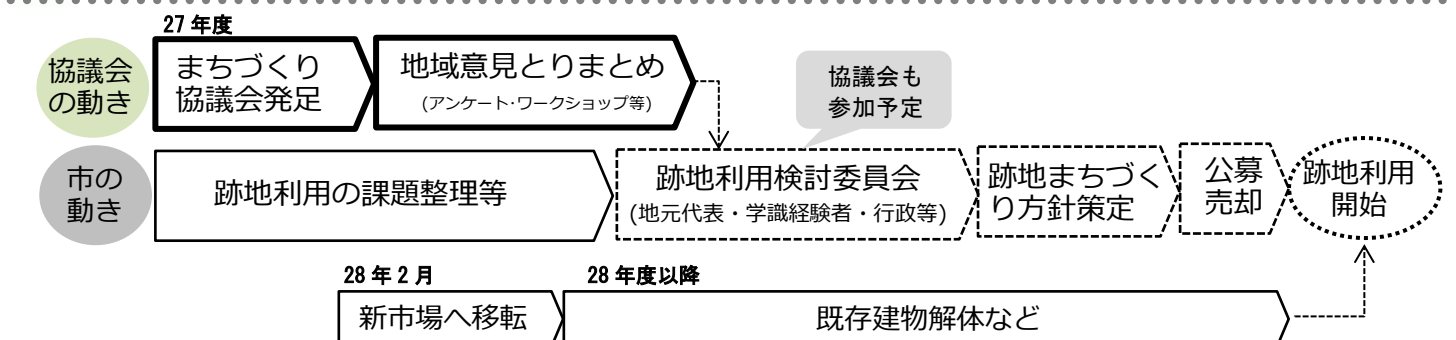 27 年度
協議会
の動き
まちづくり
協議会発足
地域意見とりまとめ
(アンケート・ワークショップ等)
協議会も
参加予定
市の
動き
跡地利用の課題整理等
跡地利用検討委員会
(地元代表・学識経験者・行政等)
跡地まちづく
り方針策定
公募
売却
跡地利用
開始
28 年 2 月
新市場へ移転
28 年度以降
既存建物解体など